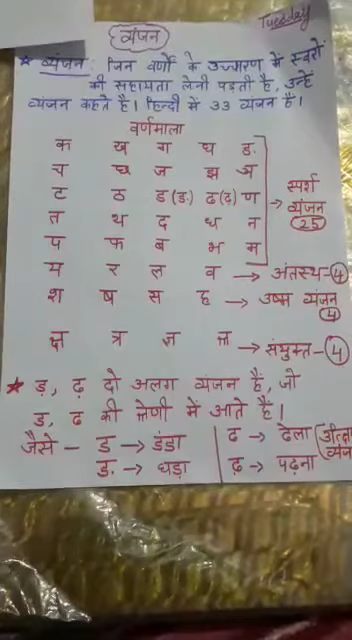 Tuesday
व्यंजन
* व्यंजन : जिन वर्णों के उच्चारण में स्वरों
की सहायता लेनी पड़ती है, उन्हें
व्यंजन कहते हैं। हिन्दी में 33 व्यंजन हैं।
वर्णमाला
क ख ग घ ङ
च छ ज झ ञ
ट ठ ड (ड़) ढ (ढ़) ण
त थ द ध न
प फ ब भ म
→ स्पर्श व्यंजन 25
य र ल व → अंतस्थ - 4
श ष स ह → उष्म व्यंजन 4
क्ष त्र ज्ञ → संयुक्त - 4
* ड़, ढ़ दो अलग व्यंजन हैं, जो
ड, ढ की श्रेणी में आते हैं।
जैसे - ड → डंडा | ढ → ढेला
ड़ → घड़ा | ढ़ → पढ़ना